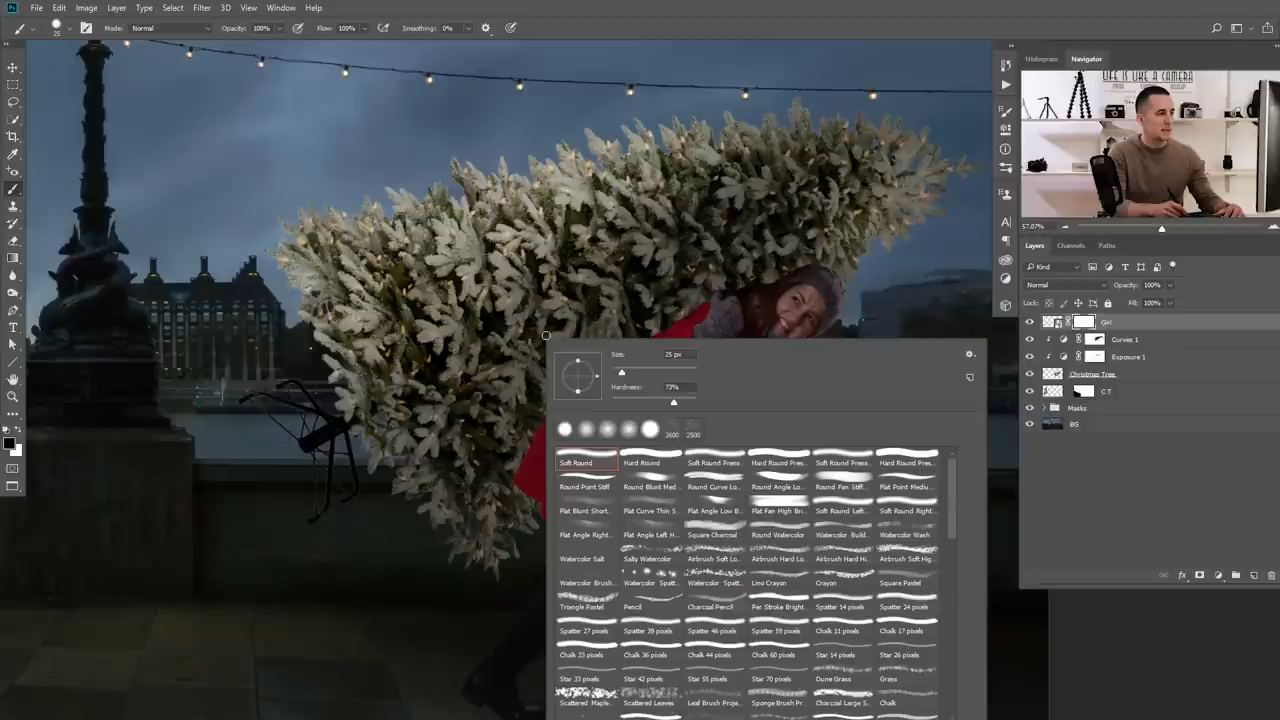 Ps File Edit Image Layer Type Select Filter 3D View Window Help
25 Mode: Normal Opacity: 100% Flow: 100% Smoothing: 0%
Histogram Navigator
LIFE IS LIKE A CAMERA
57.07%
Layers Channels Paths
Kind
Normal Opacity: 100%
Lock: Fill: 100%
Girl
Curves 1
Exposure 1
Christmas Tree
C-T
Masks
BG
Size: 25 px
Hardness: 73%
2600 2500
Soft Round Hard Round Soft Round Press... Hard Round Pres... Soft Round Press... Hard Round Pres...
Round Point Stiff Round Blunt Med... Round Curve Lo... Round Angle Lo... Round Fan Stiff... Flat Point Mediu...
Flat Blunt Short... Flat Curve Thin S... Flat Angle Low B... Flat Fan High Bri... Soft Round Left... Soft Round Right...
Flat Angle Right... Flat Angle Left H... Square Charcoal Round Watercolor Watercolor Build... Watercolor Wash
Watercolor Salt Salty Watercolor Airbrush Soft Lo... Airbrush Hard Lo... Airbrush Hard Hi... Airbrush Soft Hig...
Watercolor Brush... Watercolor Spatt... Watercolor Spatt... Lino Crayon Crayon Square Pastel
Triangle Pastel Pencil Charcoal Pencil Per Stroke Bright... Spatter 14 pixels Spatter 24 pixels
Spatter 27 pixels Spatter 39 pixels Spatter 46 pixels Spatter 59 pixels Chalk 11 pixels Chalk 17 pixels
Chalk 23 pixels Chalk 36 pixels Chalk 44 pixels Chalk 60 pixels Star 14 pixels Star 26 pixels
Star 33 pixels Star 42 pixels Star 55 pixels Star 70 pixels Dune Grass Grass
Scattered Maple... Scattered Leaves Leaf Brush Proje... Sponge Brush Pr... Charcoal Large S... Chalk